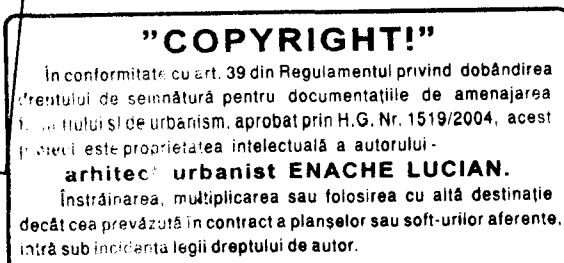 "COPYRIGHT!"
În conformitate cu art. 39 din Regulamentul privind dobândirea
dreptului de semnătură pentru documentațiile de amenajarea
și de urbanism, aprobat prin H.G. Nr. 1519/2004, acest
proiect este proprietatea intelectuală a autorului -
arhitect urbanist ENACHE LUCIAN.
Înstrăinarea, multiplicarea sau folosirea cu altă destinație
decât cea prevăzută în contract a planșelor sau soft-urilor aferente,
intră sub incidența legii dreptului de autor.